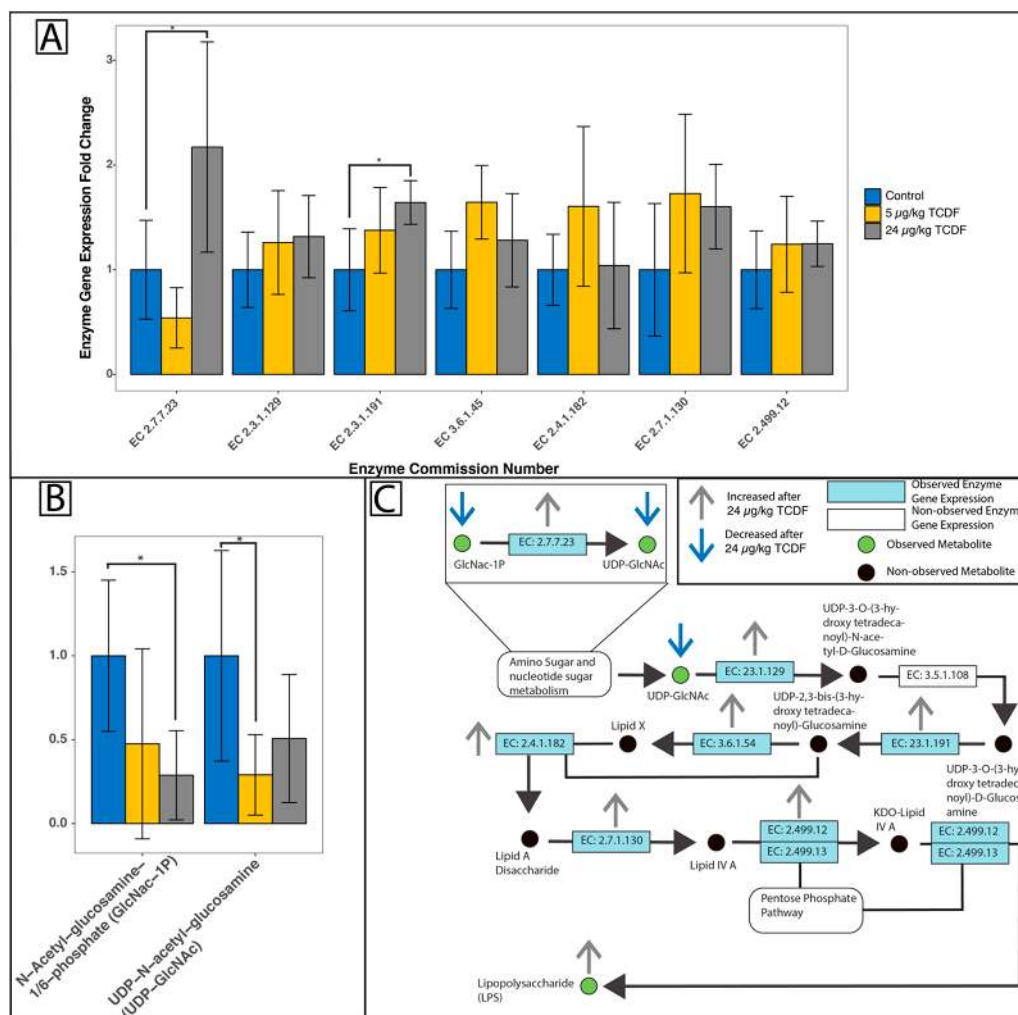 A
Enzyme Gene Expression Fold Change
3
2
1
0
*
*
Control
5 µg/kg TCDF
24 µg/kg TCDF
EC 2.7.7.23
EC 2.3.1.129
EC 2.3.1.191
EC 3.6.1.45
EC 2.4.1.182
EC 2.7.1.130
EC 2.499.12
Enzyme Commission Number
B
1.5
1.0
0.5
0.0
*
*
N-Acetyl-glucosamine-
1/6-phosphate (GlcNac-1P)
UDP-N-acetyl-glucosamine
(UDP-GlcNAc)
C
GlcNac-1P
EC: 2.7.7.23
UDP-GlcNAc
Increased after
24 µg/kg TCDF
Decreased after
24 µg/kg TCDF
Observed Enzyme
Gene Expression
Non-observed Enzyme
Gene Expression
Observed Metabolite
Non-observed Metabolite
Amino Sugar and
nucleotide sugar
metabolism
UDP-GlcNAc
EC: 23.1.129
UDP-3-O-(3-hy-
droxy tetradeca-
noyl)-N-ace-
tyl-D-Glucosamine
EC: 3.5.1.108
EC: 2.4.1.182
Lipid X
EC: 3.6.1.54
UDP-2,3-bis-(3-hy-
droxy tetradeca-
noyl)-Glucosamine
EC: 23.1.191
UDP-3-O-(3-hy-
droxy tetradec
noyl)-D-Glucos
amine
Lipid A
Disaccharide
EC: 2.7.1.130
Lipid IV A
EC: 2.499.12
EC: 2.499.13
KDO-Lipid
IV A
EC: 2.499.12
EC: 2.499.13
Pentose Phosphate
Pathway
Lipopolysaccharide
(LPS)